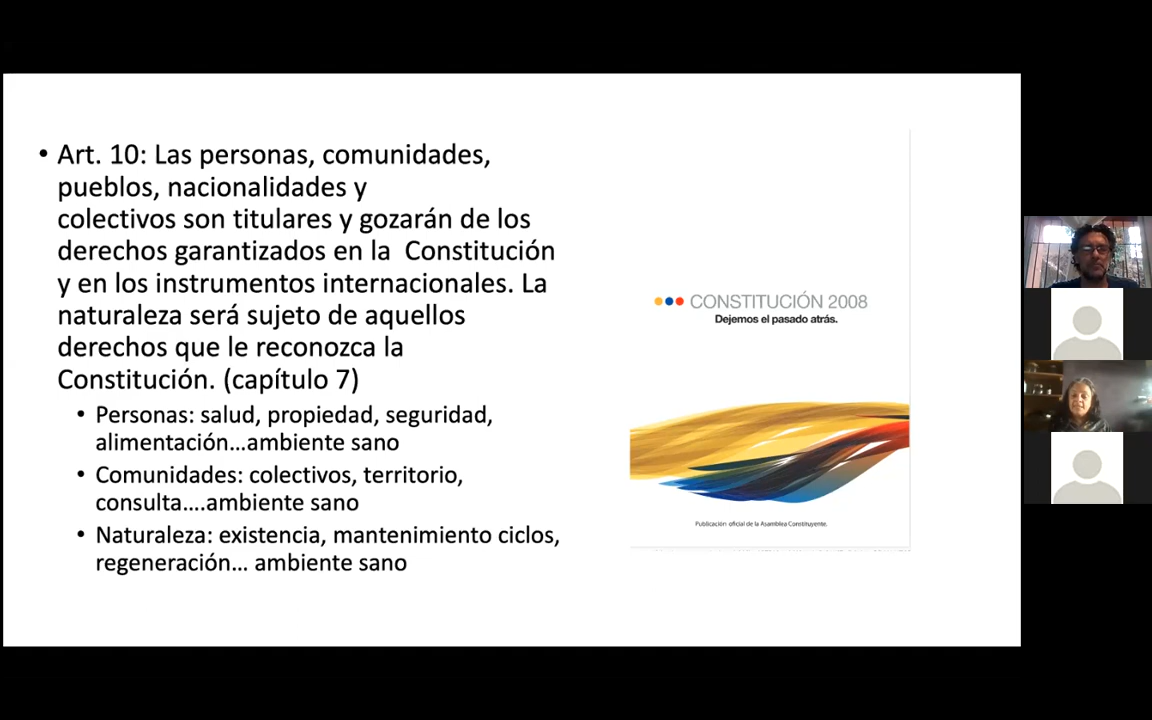 • Art. 10: Las personas, comunidades,
pueblos, nacionalidades y
colectivos son titulares y gozarán de los
derechos garantizados en la  Constitución
y en los instrumentos internacionales. La
naturaleza será sujeto de aquellos
derechos que le reconozca la
Constitución. (capítulo 7)
• Personas: salud, propiedad, seguridad,
alimentación…ambiente sano
• Comunidades: colectivos, territorio,
consulta….ambiente sano
• Naturaleza: existencia, mantenimiento ciclos,
regeneración… ambiente sano
CONSTITUCIÓN 2008
Dejemos el pasado atrás.
Publicación oficial de la Asamblea Constituyente.